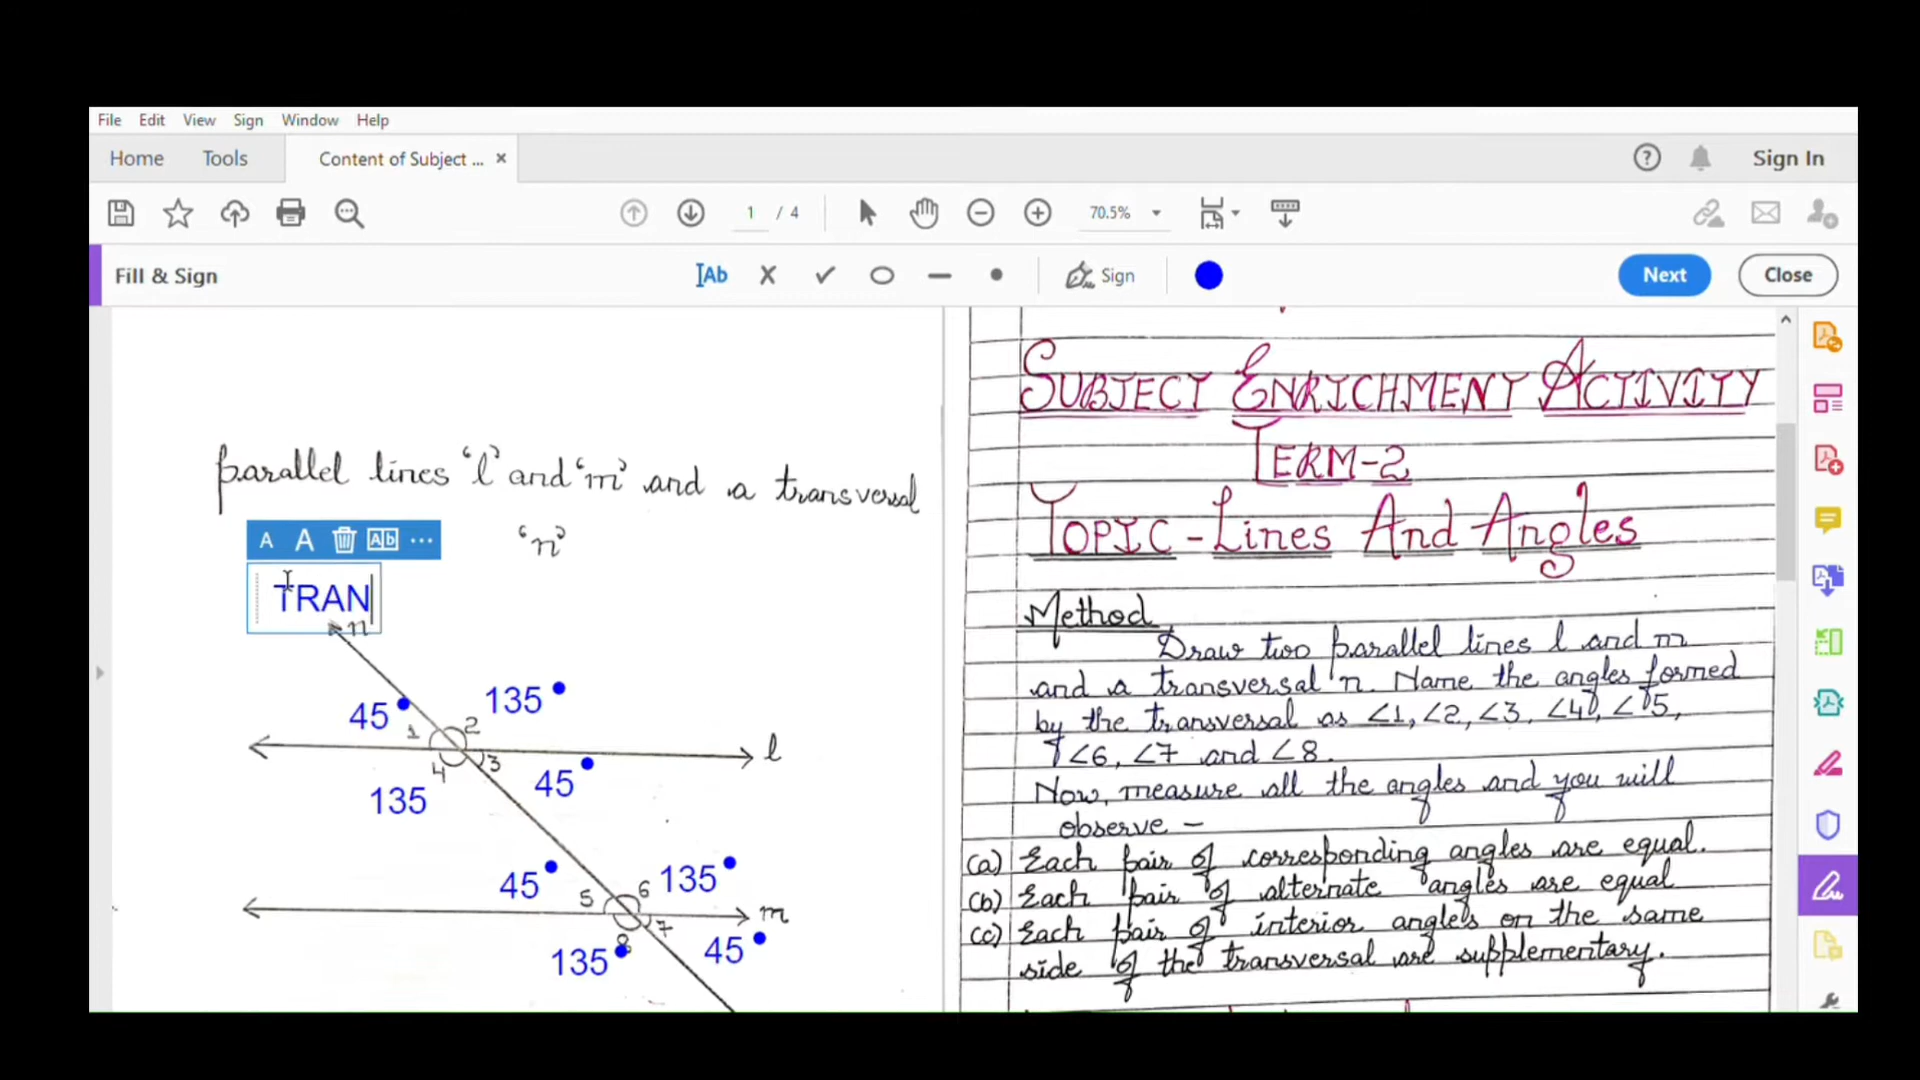 File Edit View Sign Window Help
Home Tools Content of Subject ... × ? Sign In
1 / 4 70.5%
Fill & Sign Ab Sign Next Close
parallel lines 'l' and 'm' and a transversal
'n'
A A Ab ...
TRAN
n
45 135
1 2
l
4 3
135 45
45 135
5 6
m
8 7
135 45
SUBJECT ENRICHMENT ACTIVITY
TERM-2
TOPIC - Lines And Angles
Method
Draw two parallel lines l and m
and a transversal 'n. Name the angles formed
by the transversal as ∠1, ∠2, ∠3, ∠4, ∠5,
∠6, ∠7 and ∠8.
Now, measure all the angles and you will
observe -
(a) Each pair of corresponding angles are equal.
(b) Each pair of alternate angles are equal
(c) Each pair of interior angles on the same
side of the transversal are supplementary.